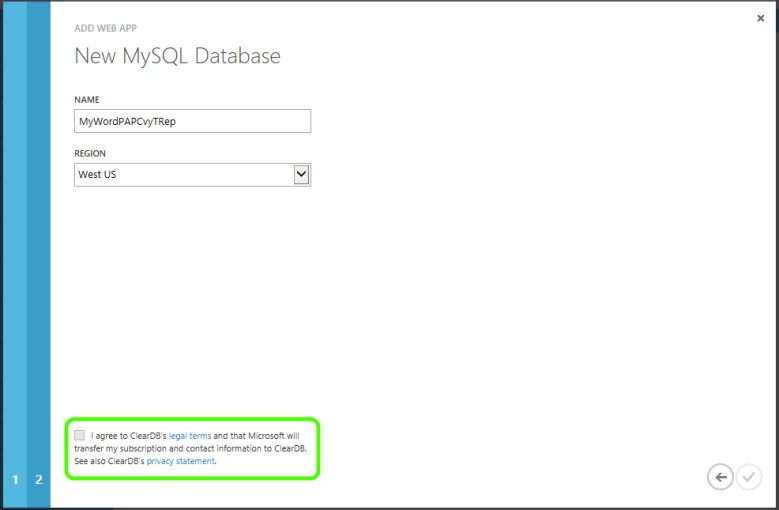 ADD WEB APP
New MySQL Database
NAME
MyWordPAPCvyTRep
REGION
West US
I agree to ClearDB's legal terms and that Microsoft will
transfer my subscription and contact information to ClearDB.
See also ClearDB's privacy statement.
1 2